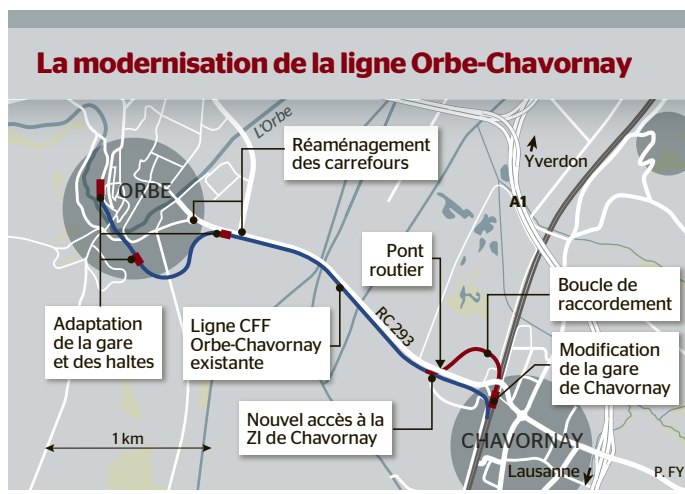 La modernisation de la ligne Orbe-Chavornay
L'Orbe
Réaménagement
des carrefours
Yverdon
ORBE
A1
Pont
routier
Boucle de
raccordement
Adaptation
de la gare
et des haltes
Ligne CFF
Orbe-Chavornay
existante
RC 293
Modification
de la gare
de Chavornay
Nouvel accès à la
ZI de Chavornay
1 km
CHAVORNAY
Lausanne
P. FY